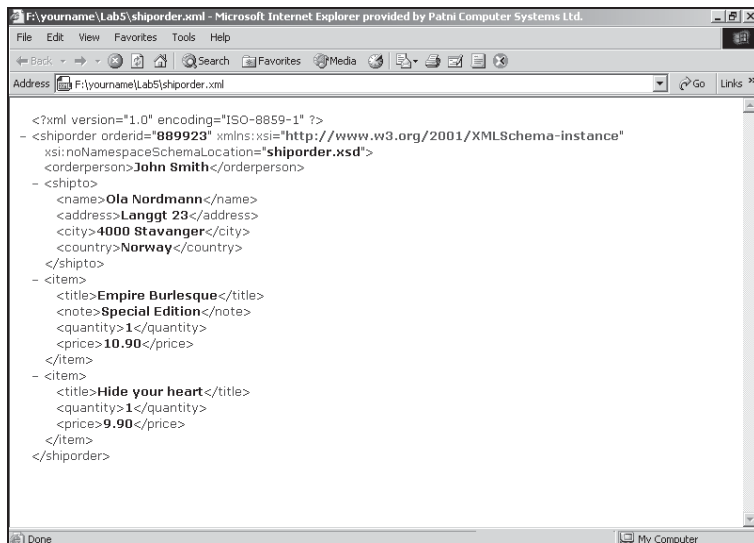 F:\yourname\Lab5\shiporder.xml - Microsoft Internet Explorer provided by Patni Computer Systems Ltd.
File Edit View Favorites Tools Help
Back Search Favorites Media
Address F:\yourname\Lab5\shiporder.xml Go Links »
<?xml version="1.0" encoding="ISO-8859-1" ?>
- <shiporder orderid="889923" xmlns:xsi="http://www.w3.org/2001/XMLSchema-instance"
xsi:noNamespaceSchemaLocation="shiporder.xsd">
<orderperson>John Smith</orderperson>
- <shipto>
<name>Ola Nordmann</name>
<address>Langgt 23</address>
<city>4000 Stavanger</city>
<country>Norway</country>
</shipto>
- <item>
<title>Empire Burlesque</title>
<note>Special Edition</note>
<quantity>1</quantity>
<price>10.90</price>
</item>
- <item>
<title>Hide your heart</title>
<quantity>1</quantity>
<price>9.90</price>
</item>
</shiporder>
Done My Computer